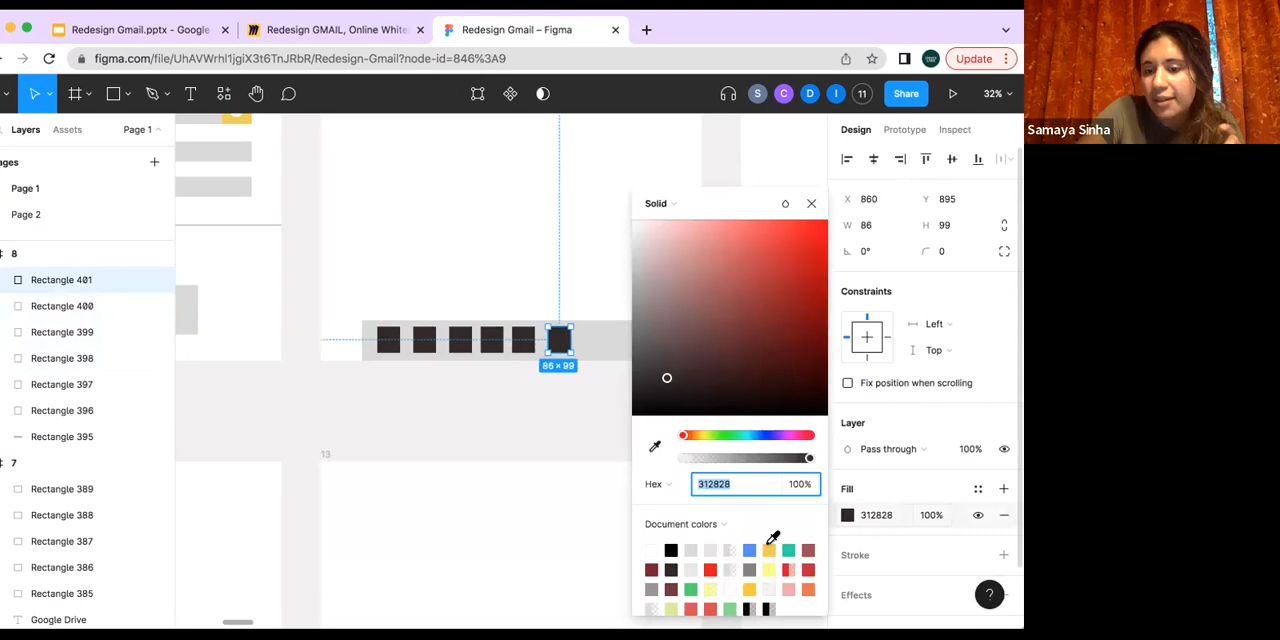 Redesign Gmail.pptx - Google
Redesign GMAIL, Online White
Redesign Gmail – Figma
figma.com/file/UhAVWrhl1jgiX3t6TnJRbR/Redesign-Gmail?node-id=846%3A9
Update
S
C
D
I
11
Share
32%
Layers
Assets
Page 1
ages
Page 1
Page 2
8
Rectangle 401
Rectangle 400
Rectangle 399
Rectangle 398
Rectangle 397
Rectangle 396
Rectangle 395
7
Rectangle 389
Rectangle 388
Rectangle 387
Rectangle 386
Rectangle 385
Google Drive
86 × 99
13
Solid
Hex
312828
100%
Document colors
Design
Prototype
Inspect
X 860
Y 895
W 86
H 99
0°
0
Constraints
Left
Top
Fix position when scrolling
Layer
Pass through
100%
Fill
312828
100%
Stroke
Effects
?
Samaya Sinha